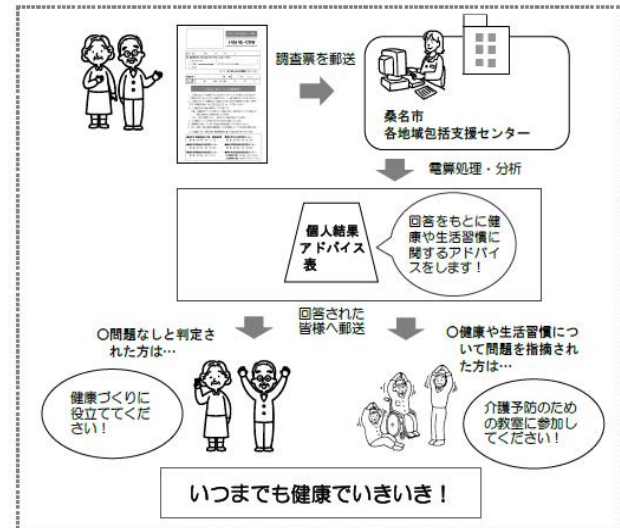 調査票を郵送
桑名市
各地域包括支援センター
電算処理・分析
個人結果
アドバイス
表
回答をもとに健
康や生活習慣に
関するアドバイ
スをします！
回答された
皆様へ郵送
〇問題なしと判定さ
れた方は…
〇健康や生活習慣につ
いて問題を指摘され
た方は…
健康づくりに
役立ててくだ
さい！
介護予防のため
の教室に参加し
てください！
いつまでも健康でいきいき！